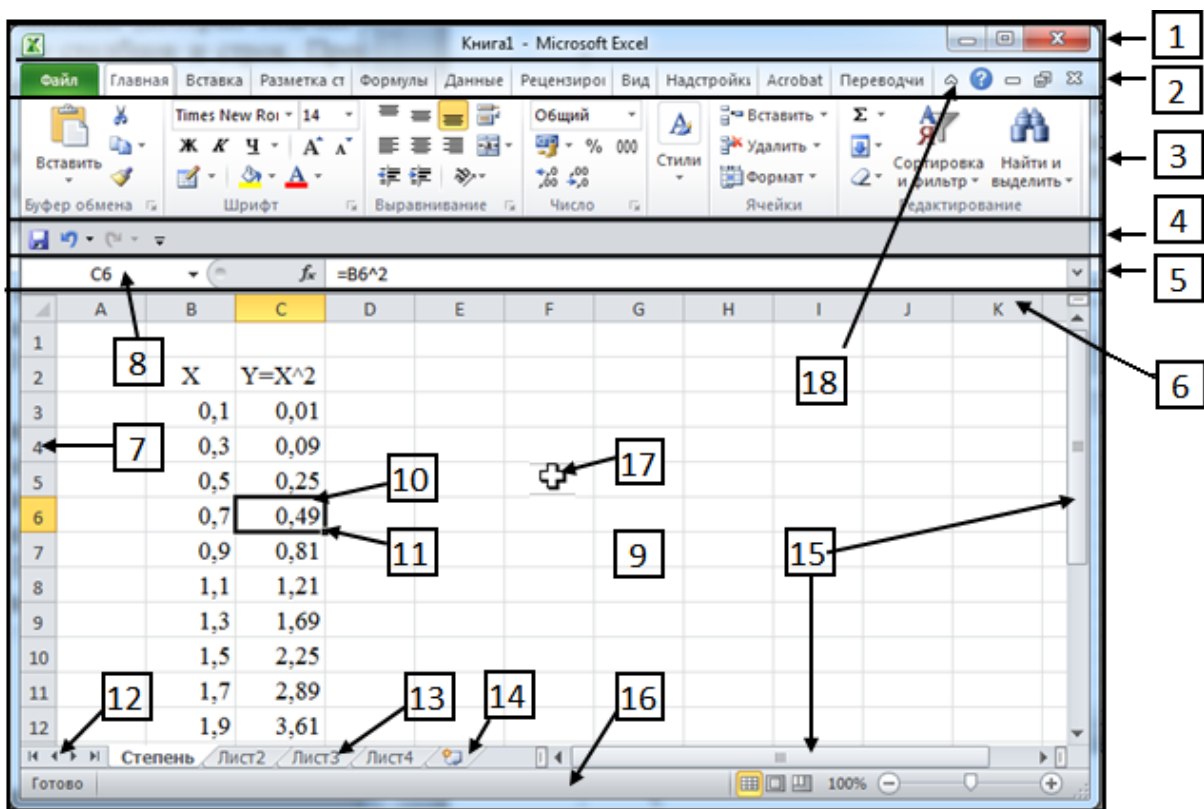 Книга1 - Microsoft Excel
1
Файл Главная Вставка Разметка ст Формулы Данные Рецензиров Вид Надстройки Acrobat Переводчи
2
Times New Roi 14 Общий Вставить Σ
Ж К Ч А А % 000 Удалить
Вставить Стили Формат Сортировка и фильтр Найти и выделить
3
Буфер обмена Шрифт Выравнивание Число Ячейки Редактирование
4
C6 fx =B6^2
5
A B C D E F G H I J K
1
8 18 6
2 X Y=X^2
3 0,1 0,01
4 7 0,3 0,09 17
5 0,5 0,25 10
6 0,7 0,49
7 0,9 0,81 11 9 15
8 1,1 1,21
9 1,3 1,69
10 1,5 2,25
11 1,7 2,89
12 13 14 16
12 1,9 3,61
Степень Лист2 Лист3 Лист4
Готово 100%